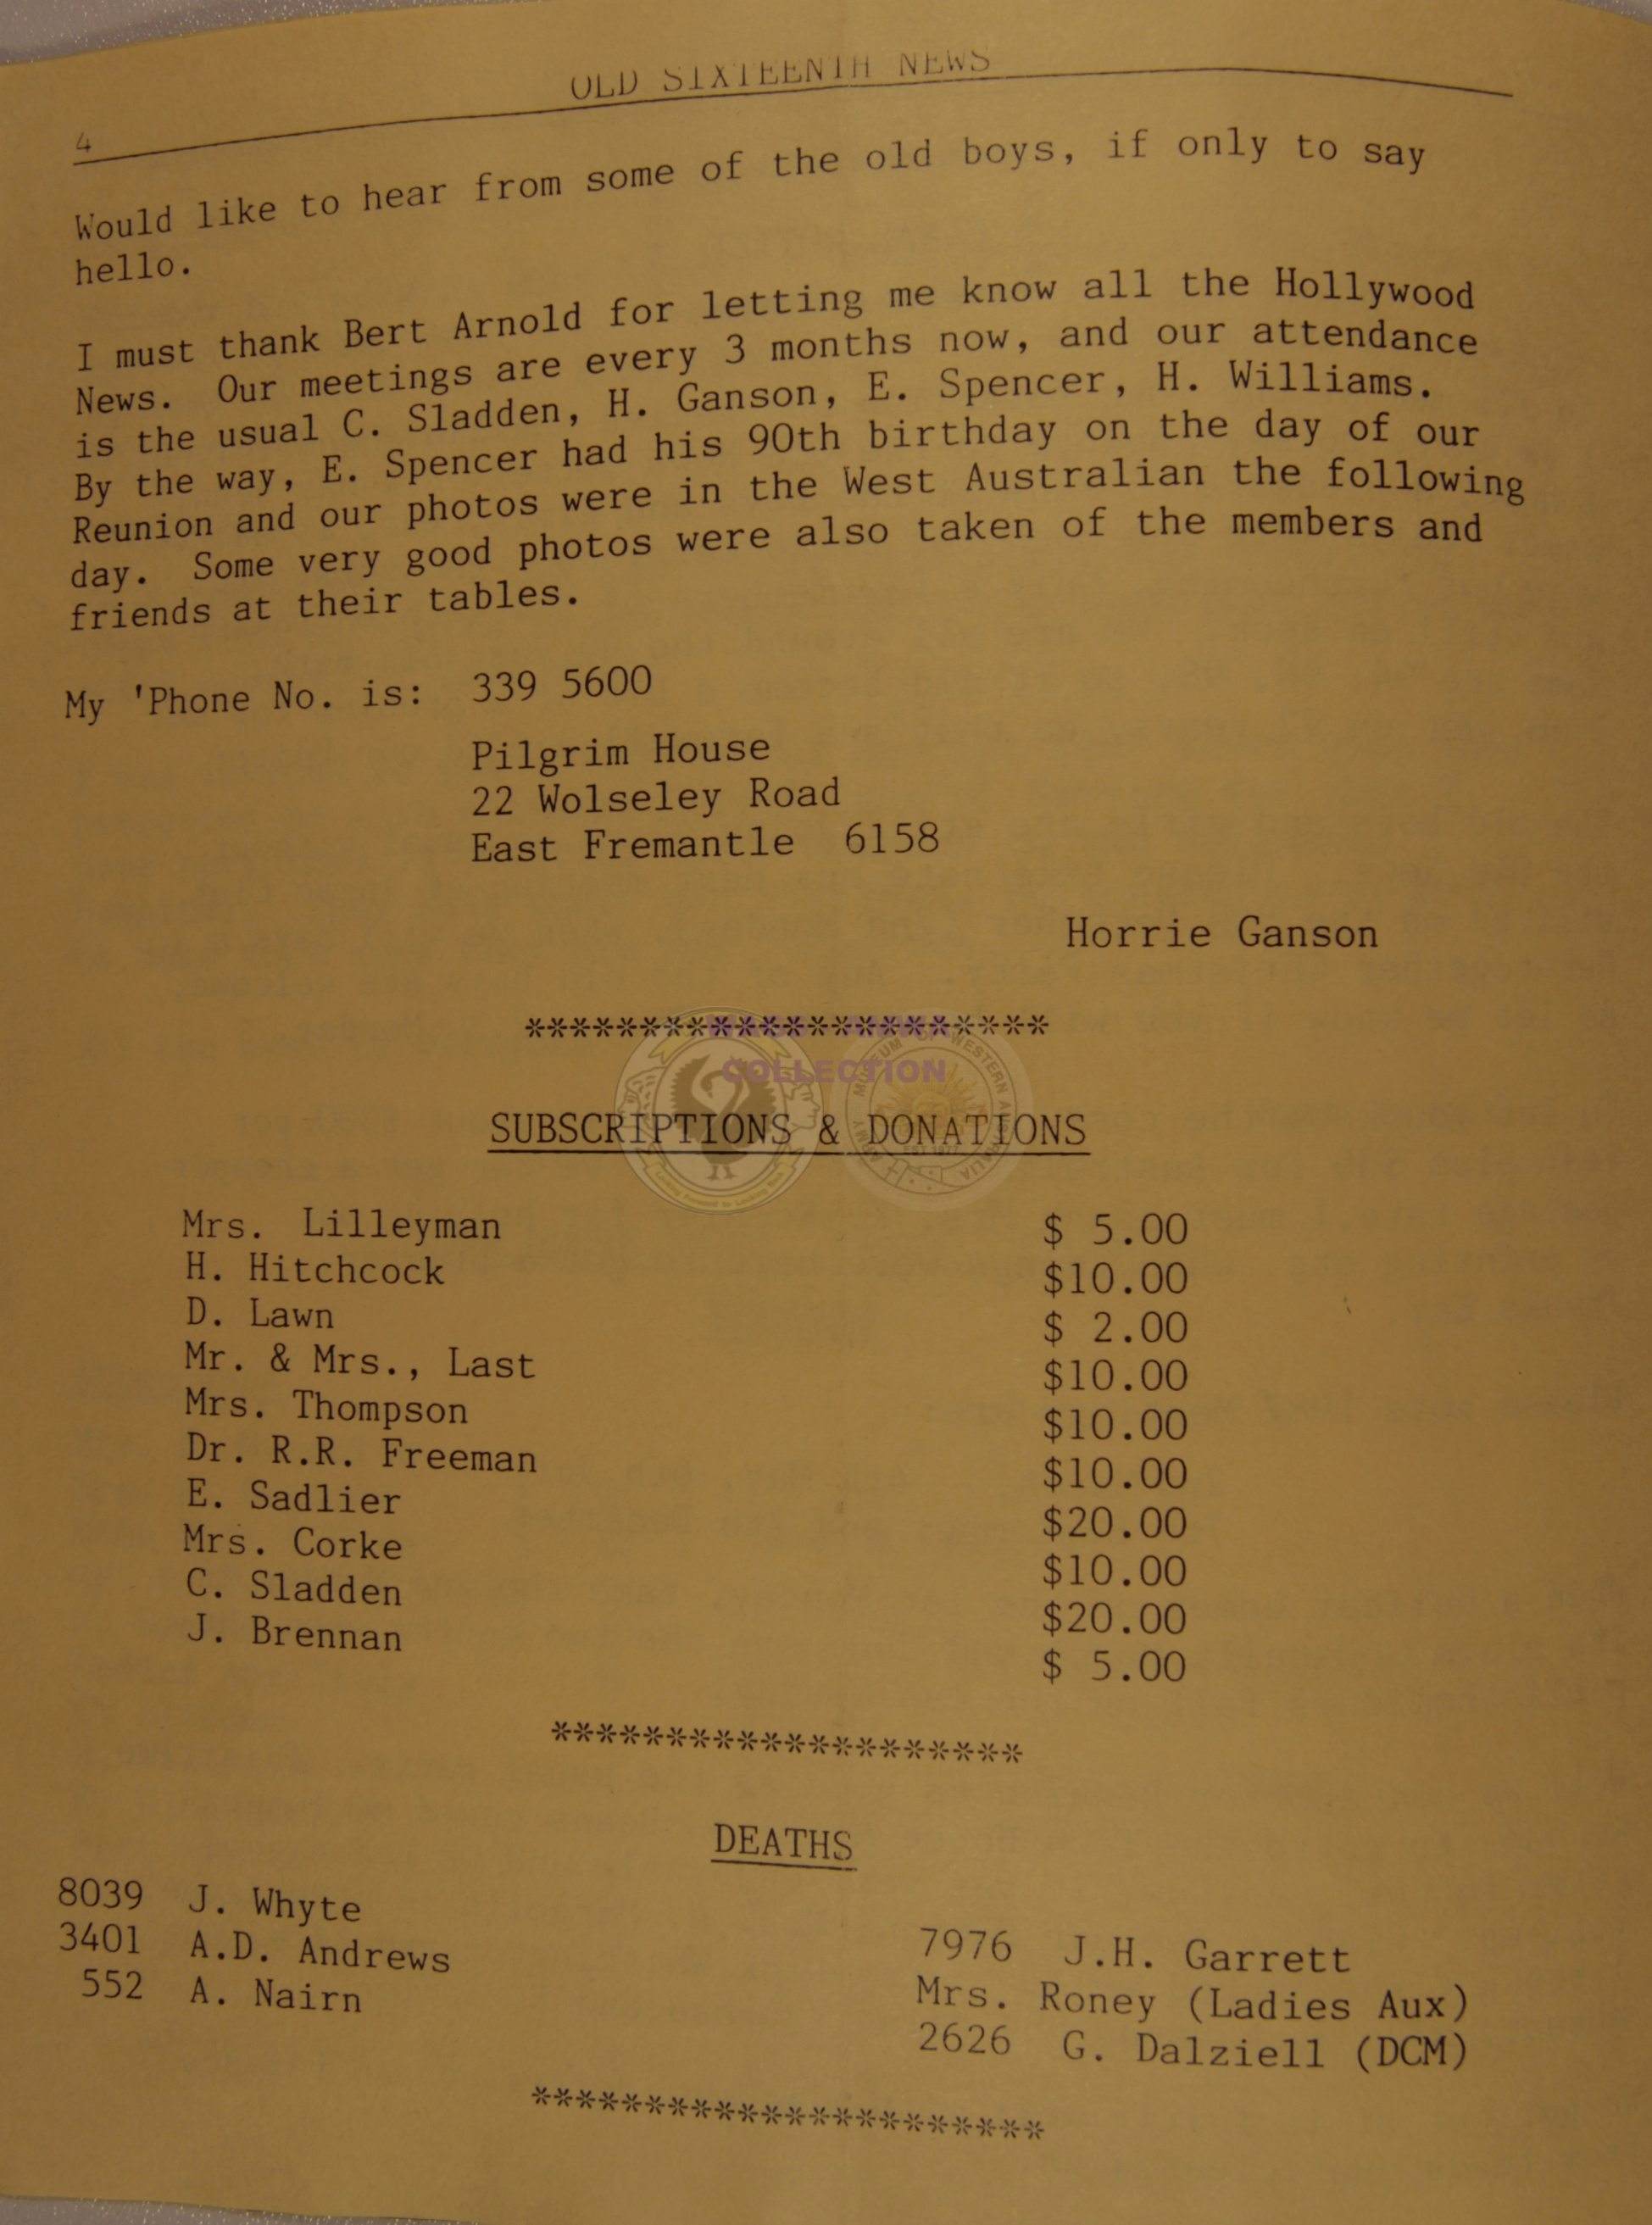 OLD SIXTEENTH NEWS
4
Would like to hear from some of the old boys, if only to say
hello.
I must thank Bert Arnold for letting me know all the Hollywood
News. Our meetings are every 3 months now, and our attendance
is the usual C. Sladden, H. Ganson, E. Spencer, H. Williams.
By the way, E. Spencer had his 90th birthday on the day of our
Reunion and our photos were in the West Australian the following
day. Some very good photos were also taken of the members and
friends at their tables.
My 'Phone No. is: 339 5600
Pilgrim House
22 Wolseley Road
East Fremantle 6158
Horrie Ganson
***********************
COLLECTION
MUSEUM OF WESTERN AUSTRALIA
ARMY
SUBSCRIPTIONS & DONATIONS
Mrs. Lilleyman $ 5.00
H. Hitchcock $10.00
D. Lawn $ 2.00
Mr. & Mrs., Last $10.00
Mrs. Thompson $10.00
Dr. R.R. Freeman $10.00
E. Sadlier $20.00
Mrs. Corke $10.00
C. Sladden $20.00
J. Brennan $ 5.00
********************
DEATHS
8039 J. Whyte
3401 A.D. Andrews
552 A. Nairn
7976 J.H. Garrett
Mrs. Roney (Ladies Aux)
2626 G. Dalziell (DCM)
**********************